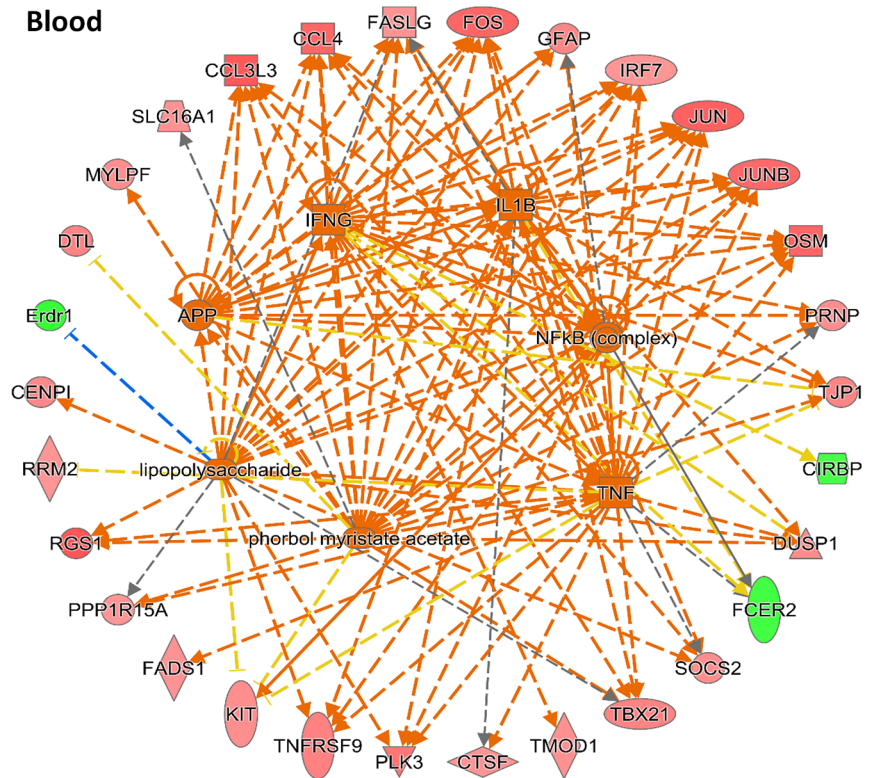 Blood
FASLG
FOS
CCL4
GFAP
CCL3L3
IRF7
SLC16A1
JUN
MYLPF
JUNB
IFNG
IL1B
DTL
OSM
Erdr1
APP
PRNP
NFkB (complex)
CENPI
TJP1
RRM2
lipopolysaccharide
CIRBP
TNF
RGS1
phorbol myristate acetate
DUSP1
PPP1R15A
FCER2
FADS1
SOCS2
KIT
TBX21
TNFRSF9
PLK3
CTSF
TMOD1